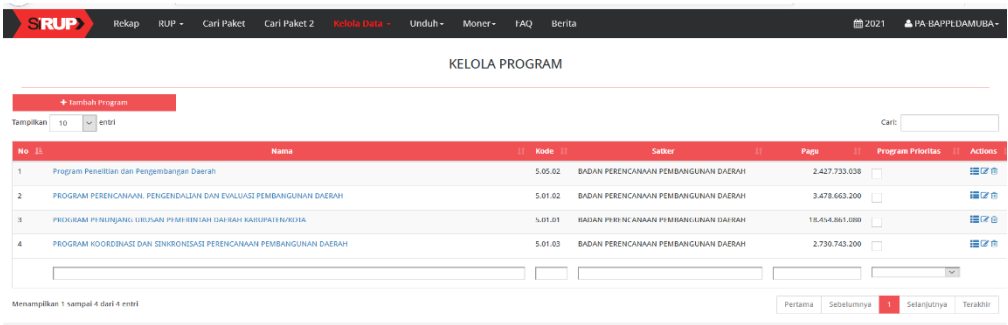 SiRUP Rekap RUP Cari Paket Cari Paket 2 Kelola Data Unduh Monev FAQ Berita 2021 PA-BAPPEDAMUBA
KELOLA PROGRAM
+ Tambah Program
Tampilkan 10 entri Cari:
No Nama Kode Satker Pagu Program Prioritas Actions
1 Program Penelitian dan Pengembangan Daerah 5.05.02 BADAN PERENCANAAN PEMBANGUNAN DAERAH 2.427.733.038
2 PROGRAM PERENCANAAN, PENGENDALIAN DAN EVALUASI PEMBANGUNAN DAERAH 5.01.02 BADAN PERENCANAAN PEMBANGUNAN DAERAH 3.478.663.200
3 PROGRAM PENUNJANG URUSAN PEMERINTAH DAERAH KABUPATEN/KOTA 5.01.01 BADAN PERENCANAAN PEMBANGUNAN DAERAH 18.454.861.080
4 PROGRAM KOORDINASI DAN SINKRONISASI PERENCANAAN PEMBANGUNAN DAERAH 5.01.03 BADAN PERENCANAAN PEMBANGUNAN DAERAH 2.730.743.200
Menampilkan 1 sampai 4 dari 4 entri Pertama Sebelumnya 1 Selanjutnya Terakhir